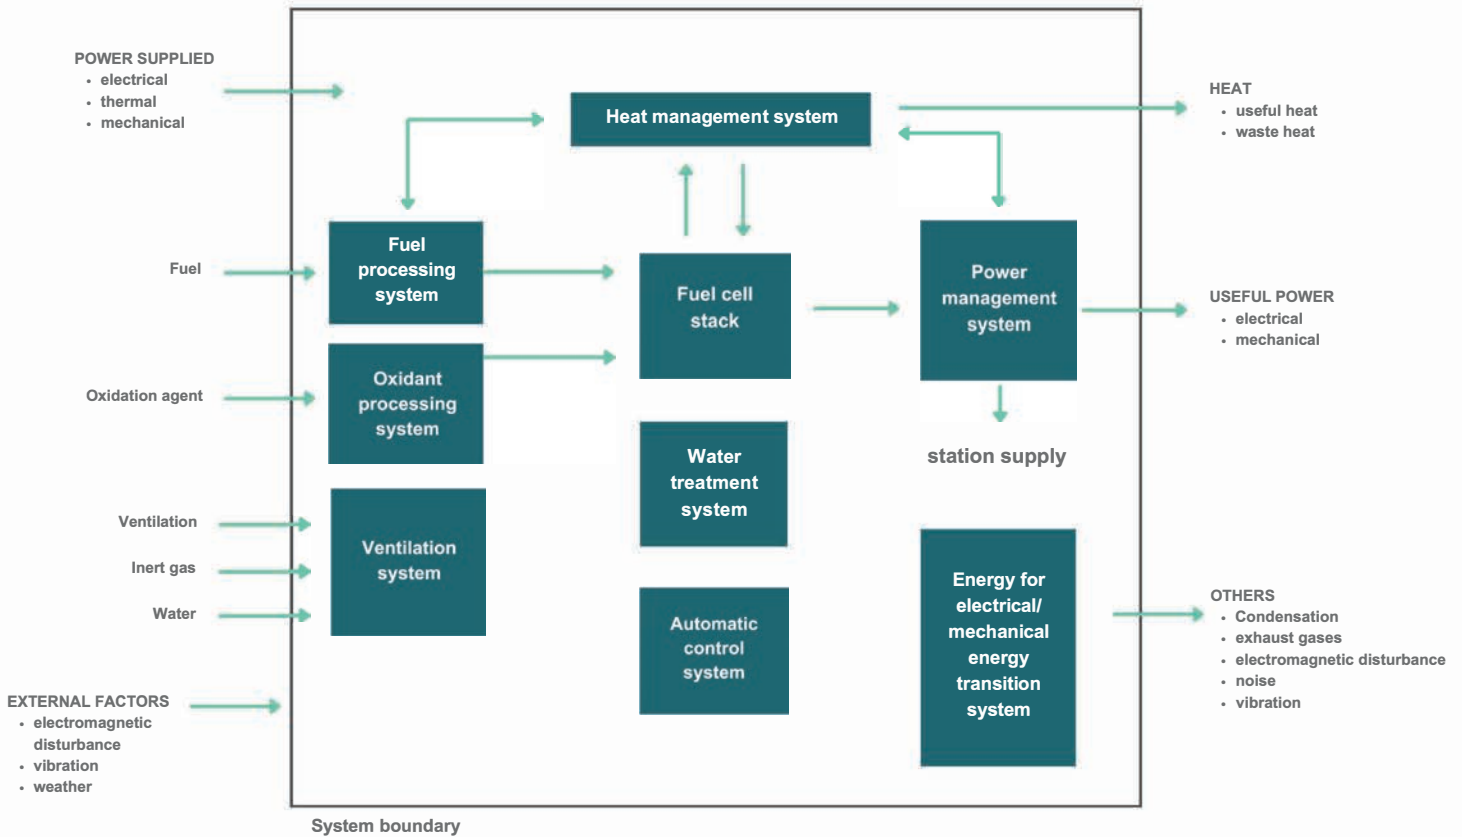 POWER SUPPLIED
• electrical
• thermal
• mechanical
Heat management system
HEAT
• useful heat
• waste heat
Fuel
Fuel
processing
system
Fuel cell
stack
Power
management
system
USEFUL POWER
• electrical
• mechanical
Oxidation agent
Oxidant
processing
system
station supply
Water
treatment
system
Ventilation
Inert gas
Water
Ventilation
system
Automatic
control
system
Energy for
electrical/
mechanical
energy
transition
system
OTHERS
• Condensation
• exhaust gases
• electromagnetic disturbance
• noise
• vibration
EXTERNAL FACTORS
• electromagnetic
disturbance
• vibration
• weather
System boundary